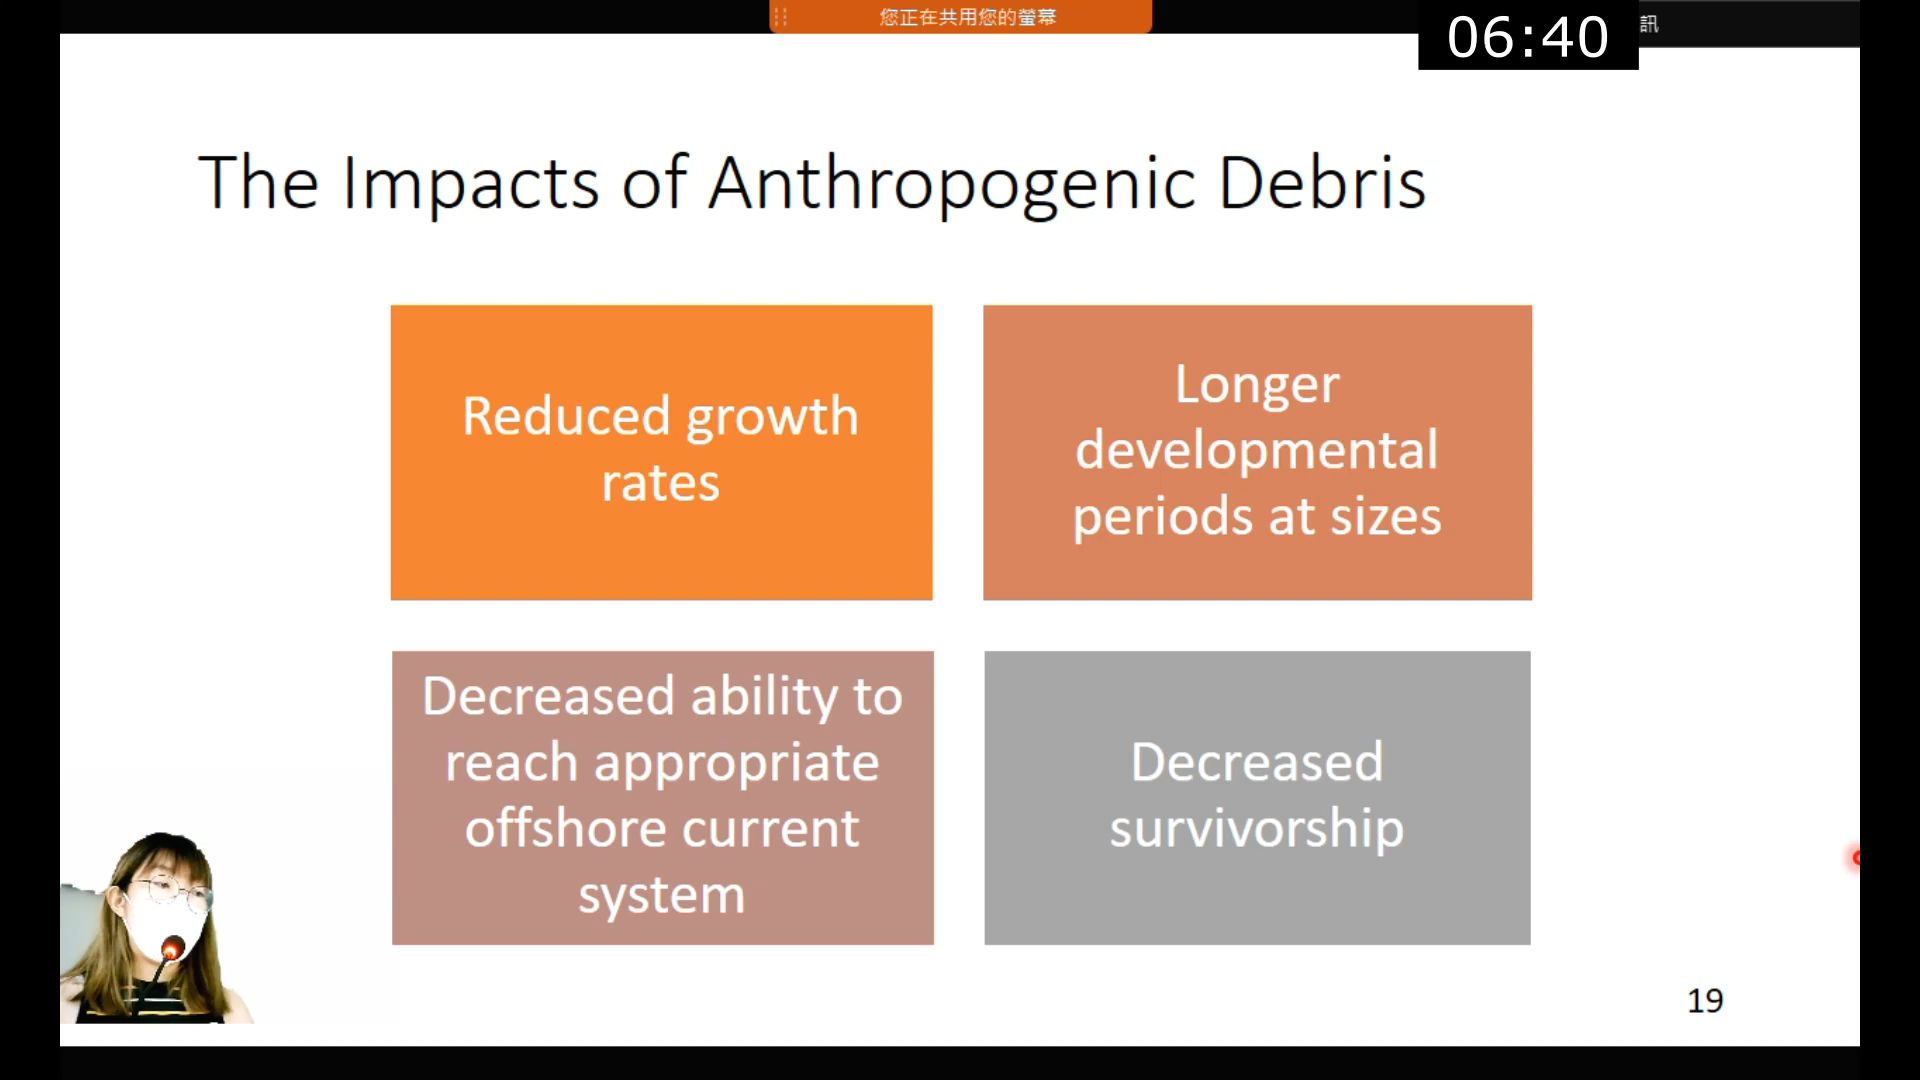 您正在共用您的螢幕
06:40
訊
The Impacts of Anthropogenic Debris
Reduced growth
rates
Longer
developmental
periods at sizes
Decreased ability to
reach appropriate
offshore current
system
Decreased
survivorship
19